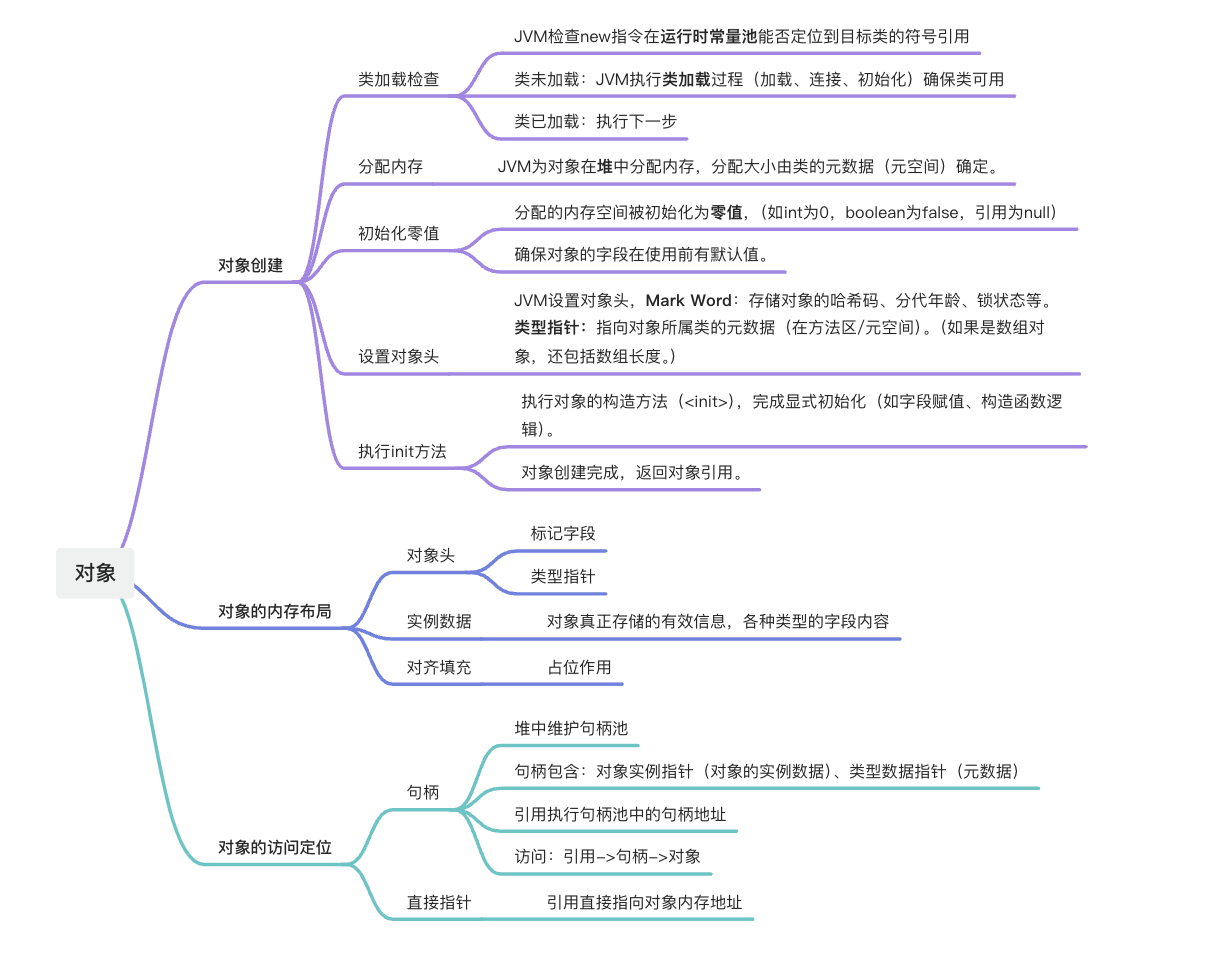 对象
对象创建
类加载检查
JVM检查new指令在运行时常量池能否定位到目标类的符号引用
类未加载：JVM执行类加载过程（加载、连接、初始化）确保类可用
类已加载：执行下一步
分配内存
JVM为对象在堆中分配内存，分配大小由类的元数据（元空间）确定。
初始化零值
分配的内存空间被初始化为零值，（如int为0，boolean为false，引用为null）
确保对象的字段在使用前有默认值。
设置对象头
JVM设置对象头，Mark Word：存储对象的哈希码、分代年龄、锁状态等。
类型指针：指向对象所属类的元数据（在方法区/元空间）。（如果是数组对
象，还包括数组长度。）
执行init方法
执行对象的构造方法（<init>），完成显式初始化（如字段赋值、构造函数逻
辑）。
对象创建完成，返回对象引用。
对象的内存布局
对象头
标记字段
类型指针
实例数据
对象真正存储的有效信息，各种类型的字段内容
对齐填充
占位作用
对象的访问定位
句柄
堆中维护句柄池
句柄包含：对象实例指针（对象的实例数据）、类型数据指针（元数据）
引用执行句柄池中的句柄地址
访问：引用->句柄->对象
直接指针
引用直接指向对象内存地址